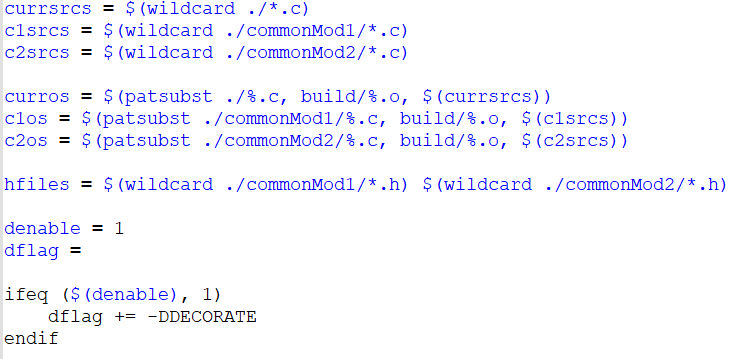 currsrcs = $(wildcard ./*.c)
c1srcs = $(wildcard ./commonMod1/*.c)
c2srcs = $(wildcard ./commonMod2/*.c)
curros = $(patsubst ./%.c, build/%.o, $(currsrcs))
c1os = $(patsubst ./commonMod1/%.c, build/%.o, $(c1srcs))
c2os = $(patsubst ./commonMod2/%.c, build/%.o, $(c2srcs))
hfiles = $(wildcard ./commonMod1/*.h) $(wildcard ./commonMod2/*.h)
denable = 1
dflag =
ifeq ($(denable), 1)
    dflag += -DDECORATE
endif